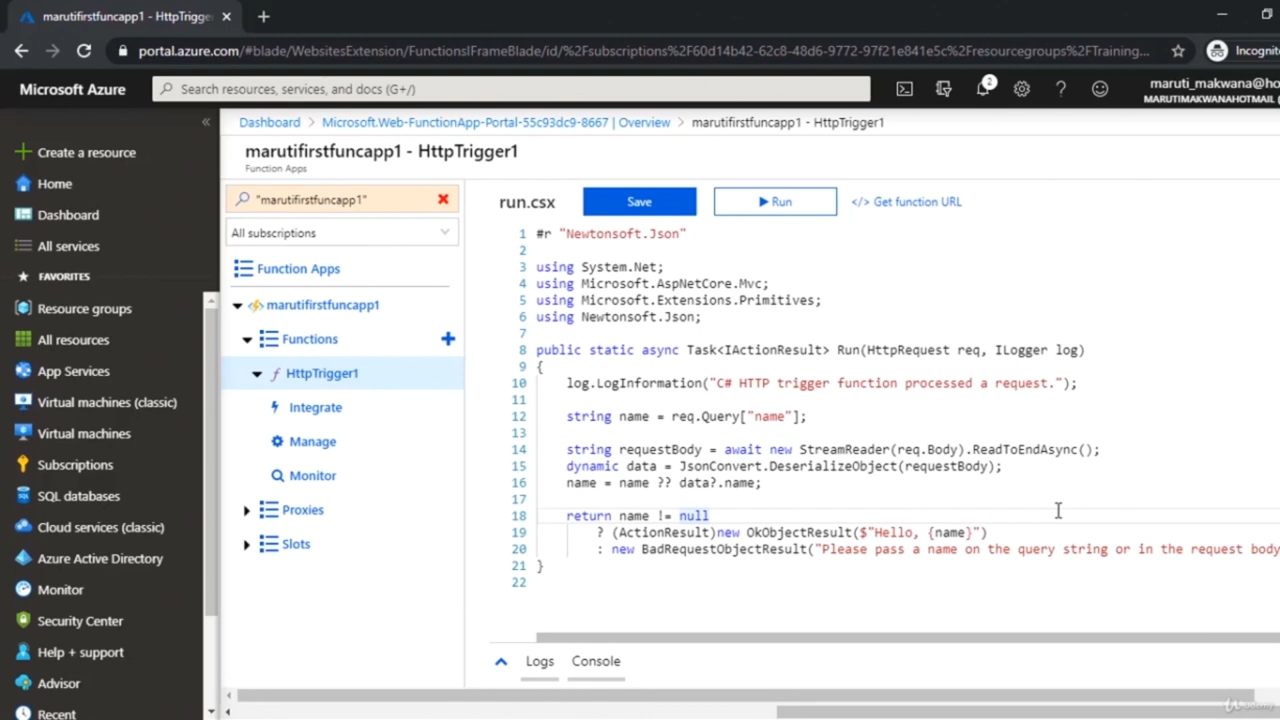 marutifirstfuncapp1 - HttpTrigge
portal.azure.com/#blade/WebsitesExtension/FunctionsIFrameBlade/id/%2Fsubscriptions%2F60d14b42-62c8-48d6-9772-97f21e841e5c%2Fresourcegroups%2FTraining...
Incognito
Microsoft Azure
Search resources, services, and docs (G+/)
2
maruti_makwana@ho
MARUTIMAKWANAHOTMAIL (
Create a resource
Home
Dashboard
All services
FAVORITES
Resource groups
All resources
App Services
Virtual machines (classic)
Virtual machines
Subscriptions
SQL databases
Cloud services (classic)
Azure Active Directory
Monitor
Security Center
Help + support
Advisor
Recent
Dashboard > Microsoft.Web-FunctionApp-Portal-55c93dc9-8667 | Overview > marutifirstfuncapp1 - HttpTrigger1
marutifirstfuncapp1 - HttpTrigger1
Function Apps
"marutifirstfuncapp1"
All subscriptions
Function Apps
marutifirstfuncapp1
Functions
HttpTrigger1
Integrate
Manage
Monitor
Proxies
Slots
run.csx
Save
Run
</> Get function URL
1 #r "Newtonsoft.Json"
2
3 using System.Net;
4 using Microsoft.AspNetCore.Mvc;
5 using Microsoft.Extensions.Primitives;
6 using Newtonsoft.Json;
7
8 public static async Task<IActionResult> Run(HttpRequest req, ILogger log)
9 {
10 log.LogInformation("C# HTTP trigger function processed a request.");
11
12 string name = req.Query["name"];
13
14 string requestBody = await new StreamReader(req.Body).ReadToEndAsync();
15 dynamic data = JsonConvert.DeserializeObject(requestBody);
16 name = name ?? data?.name;
17
18 return name != null
19 ? (ActionResult)new OkObjectResult($"Hello, {name}")
20 : new BadRequestObjectResult("Please pass a name on the query string or in the request body
21 }
22
Logs
Console
Udemy